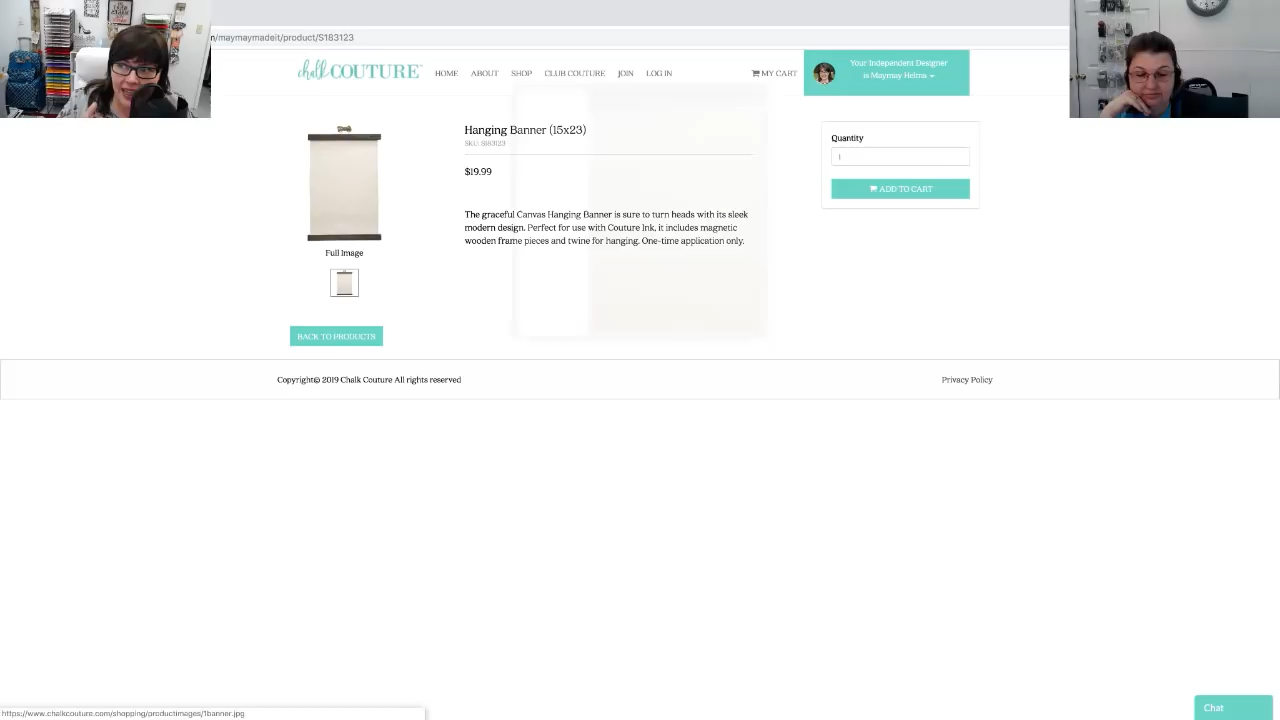 n/maymaymadeit/product/S183123
chalk COUTURE™
HOME
ABOUT
SHOP
CLUB COUTURE
JOIN
LOG IN
MY CART
Your Independent Designer
is Maymay Helms
Hanging Banner (15x23)
SKU: S183123
$19.99
The graceful Canvas Hanging Banner is sure to turn heads with its sleek
modern design. Perfect for use with Couture Ink, it includes magnetic
wooden frame pieces and twine for hanging. One-time application only.
Quantity
1
ADD TO CART
Full Image
BACK TO PRODUCTS
Copyright© 2019 Chalk Couture All rights reserved
Privacy Policy
https://www.chalkcouture.com/shopping/productimages/1banner.jpg
Chat